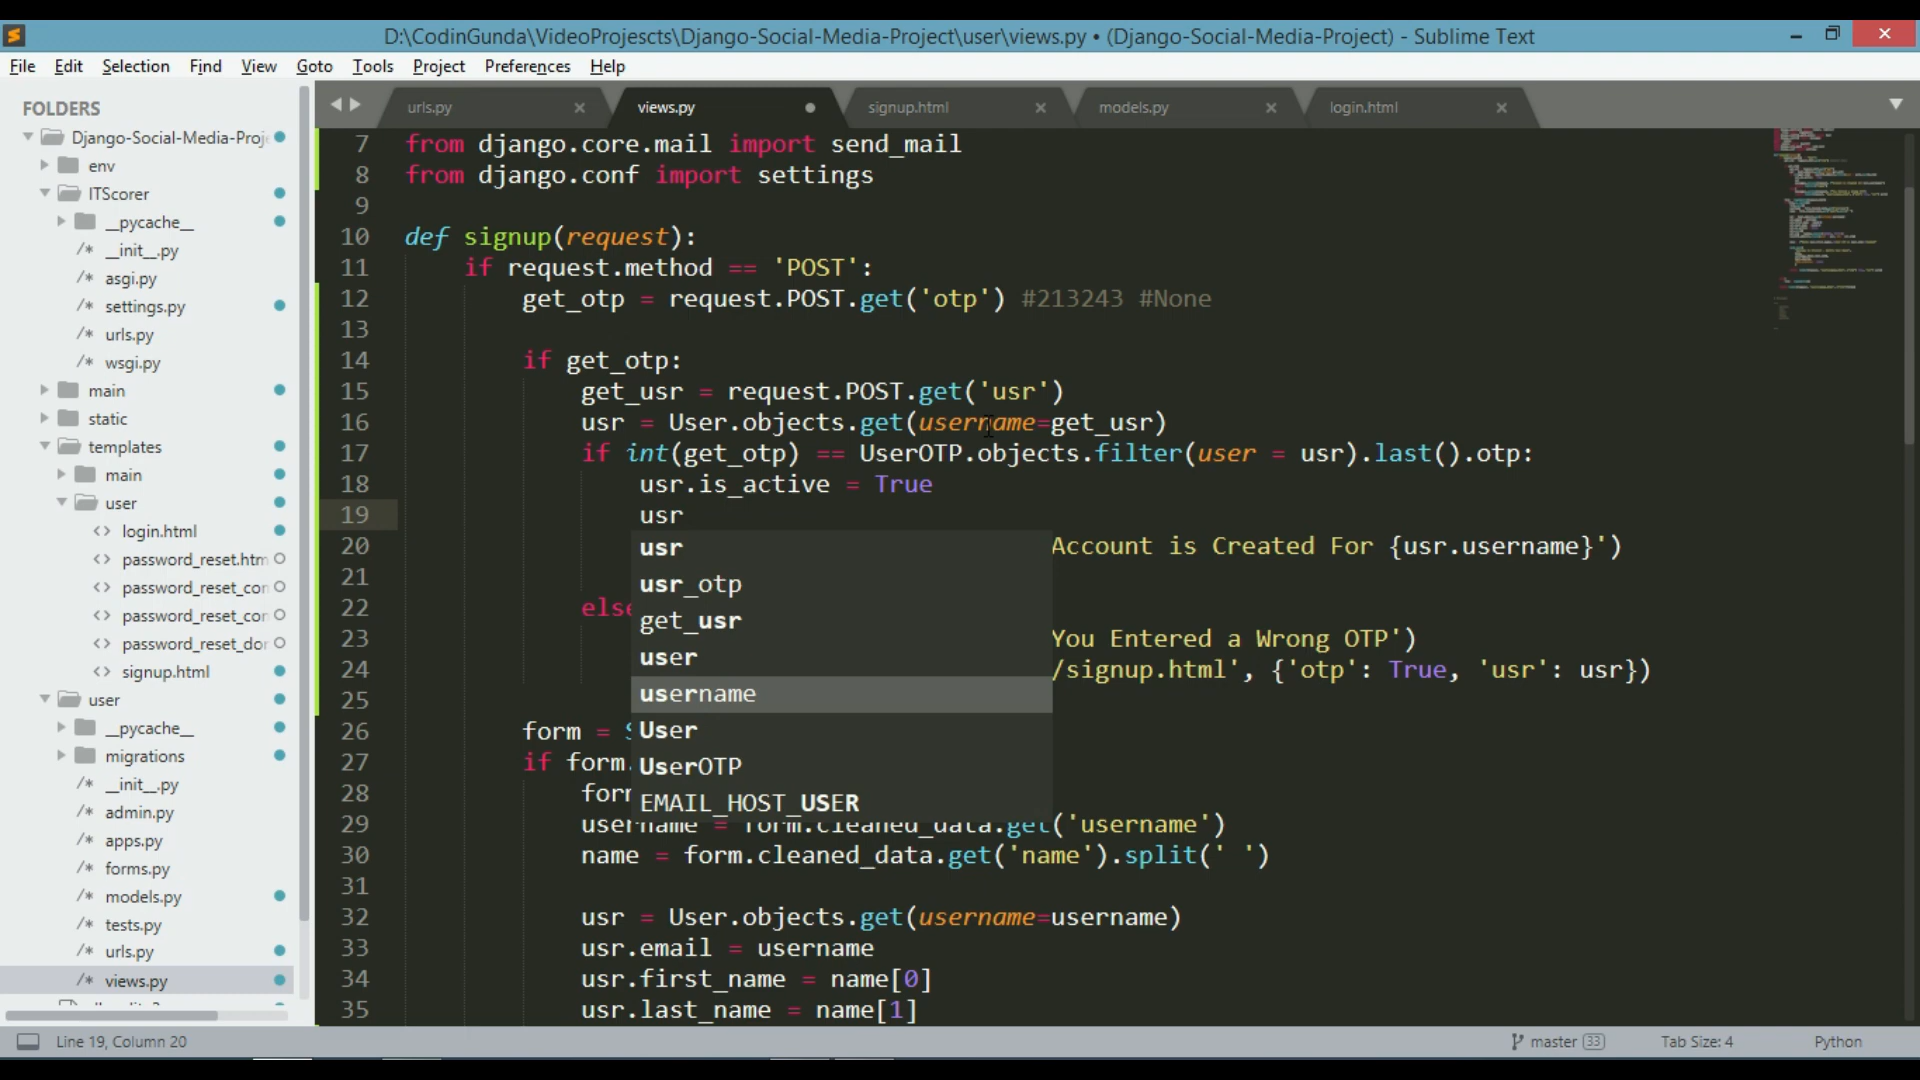 D:\CodinGunda\VideoProjescts\Django-Social-Media-Project\user\views.py • (Django-Social-Media-Project) - Sublime Text
File Edit Selection Find View Goto Tools Project Preferences Help
FOLDERS
Django-Social-Media-Proj
env
ITScorer
__pycache__
/* __init__.py
/* asgi.py
/* settings.py
/* urls.py
/* wsgi.py
main
static
templates
main
user
<> login.html
<> password_reset.htm
<> password_reset_con
<> password_reset_con
<> password_reset_do
<> signup.html
user
__pycache__
migrations
/* __init__.py
/* admin.py
/* apps.py
/* forms.py
/* models.py
/* tests.py
/* urls.py
/* views.py
urls.py views.py signup.html models.py login.html
7 from django.core.mail import send_mail
8 from django.conf import settings
9
10 def signup(request):
11 if request.method == 'POST':
12 get_otp = request.POST.get('otp') #213243 #None
13
14 if get_otp:
15 get_usr = request.POST.get('usr')
16 usr = User.objects.get(username=get_usr)
17 if int(get_otp) == UserOTP.objects.filter(user = usr).last().otp:
18 usr.is_active = True
19 usr
20 Account is Created For {usr.username}')
21
22 else
23 You Entered a Wrong OTP')
24 /signup.html', {'otp': True, 'usr': usr})
25
26 form =
27 if form.
28 for
29 username = form.cleaned_data.get('username')
30 name = form.cleaned_data.get('name').split(' ')
31
32 usr = User.objects.get(username=username)
33 usr.email = username
34 usr.first_name = name[0]
35 usr.last_name = name[1]
usr
usr_otp
get_usr
user
username
User
UserOTP
EMAIL_HOST_USER
Line 19, Column 20
master 33
Tab Size: 4
Python